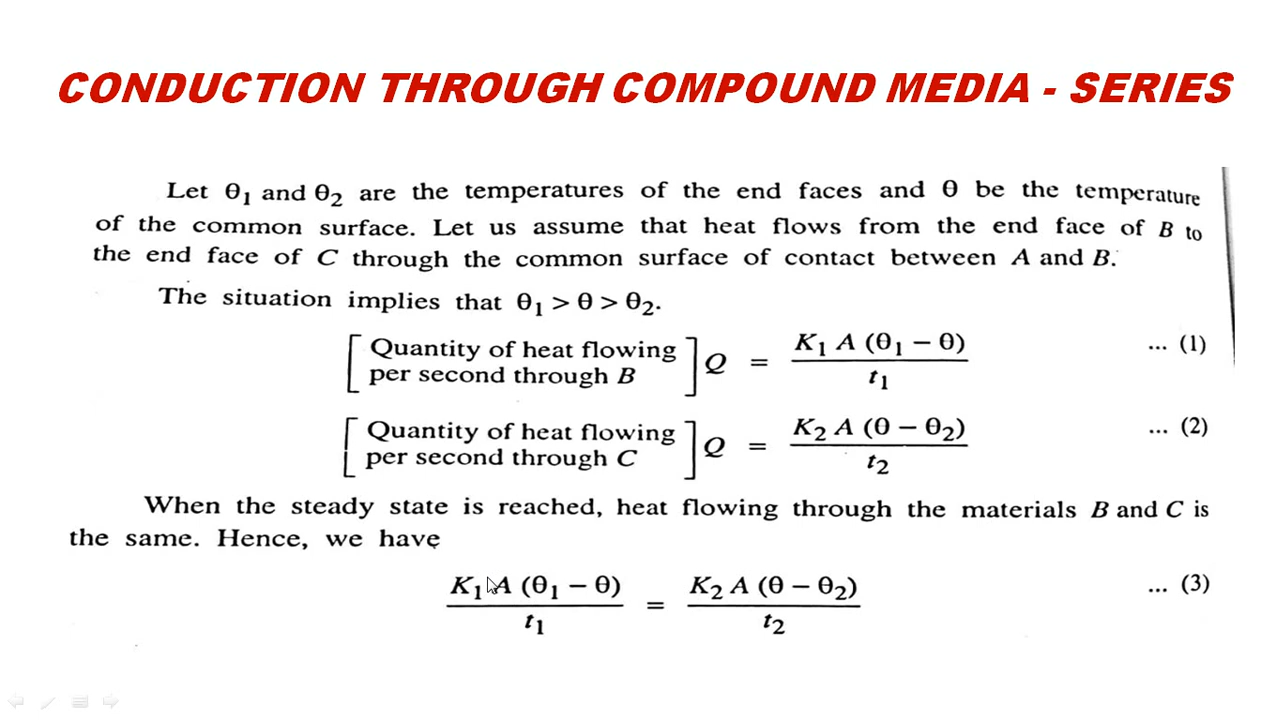 CONDUCTION THROUGH COMPOUND MEDIA - SERIES
Let θ₁ and θ₂ are the temperatures of the end faces and θ be the temperature
of the common surface. Let us assume that heat flows from the end face of B to
the end face of C through the common surface of contact between A and B.
The situation implies that θ₁ > θ > θ₂.
[Quantity of heat flowing per second through B] Q = K₁ A (θ₁ − θ) / t₁ ... (1)
[Quantity of heat flowing per second through C] Q = K₂ A (θ − θ₂) / t₂ ... (2)
When the steady state is reached, heat flowing through the materials B and C is
the same. Hence, we have
K₁ A (θ₁ − θ) / t₁ = K₂ A (θ − θ₂) / t₂ ... (3)